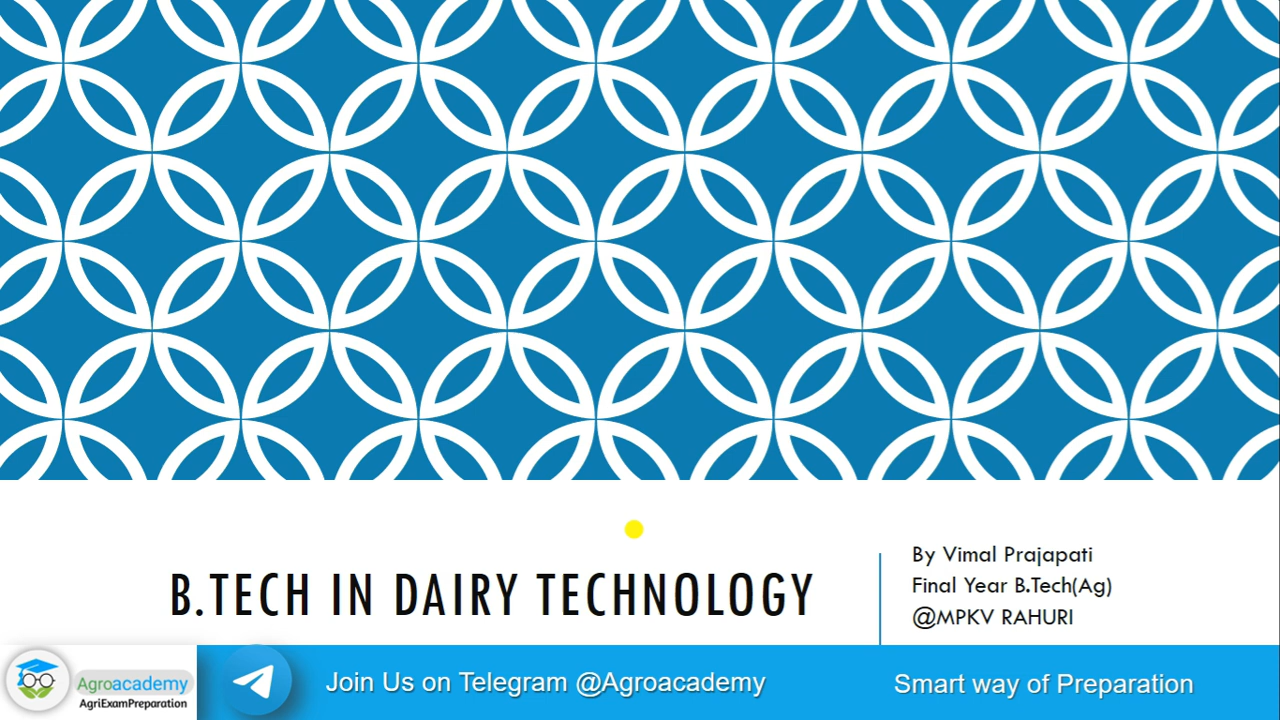 B.TECH IN DAIRY TECHNOLOGY
By Vimal Prajapati
Final Year B.Tech(Ag)
@MPKV RAHURI
Agroacademy
AgriExamPreparation
Join Us on Telegram @Agroacademy
Smart way of Preparation